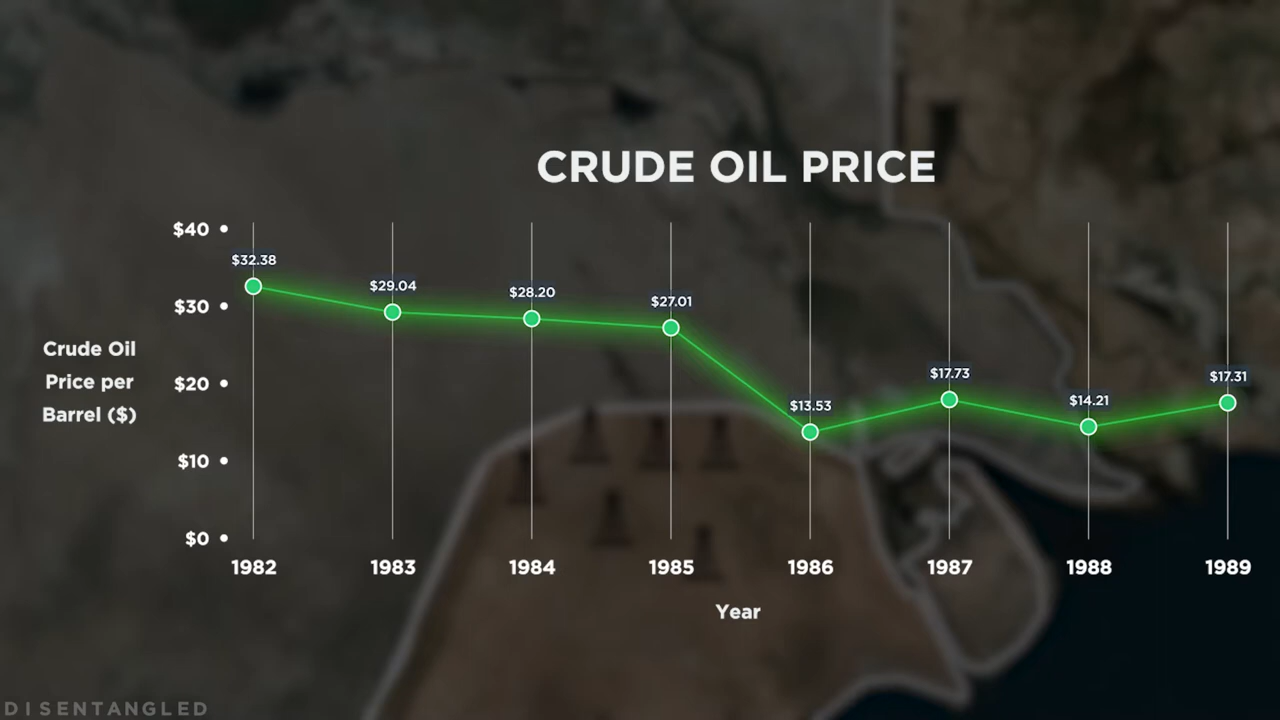 CRUDE OIL PRICE
$40
$32.38
$29.04
$28.20
$27.01
$30
Crude Oil
Price per
Barrel ($)
$20
$13.53
$17.73
$14.21
$17.31
$10
$0
1982 1983 1984 1985 1986 1987 1988 1989
Year
DISENTANGLED